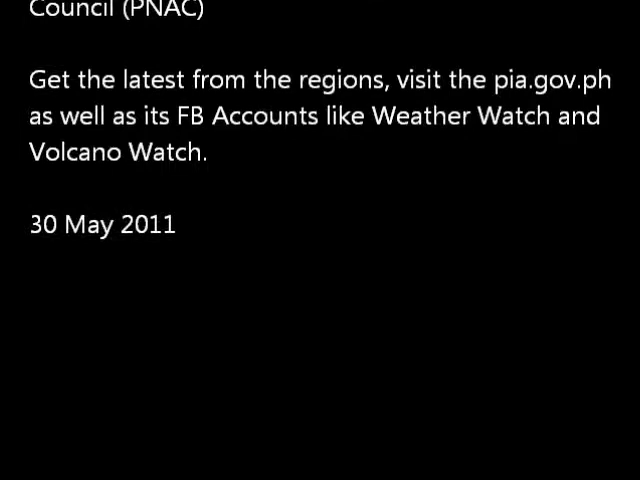 Council (PNAC)
Get the latest from the regions, visit the pia.gov.ph
as well as its FB Accounts like Weather Watch and
Volcano Watch.
30 May 2011